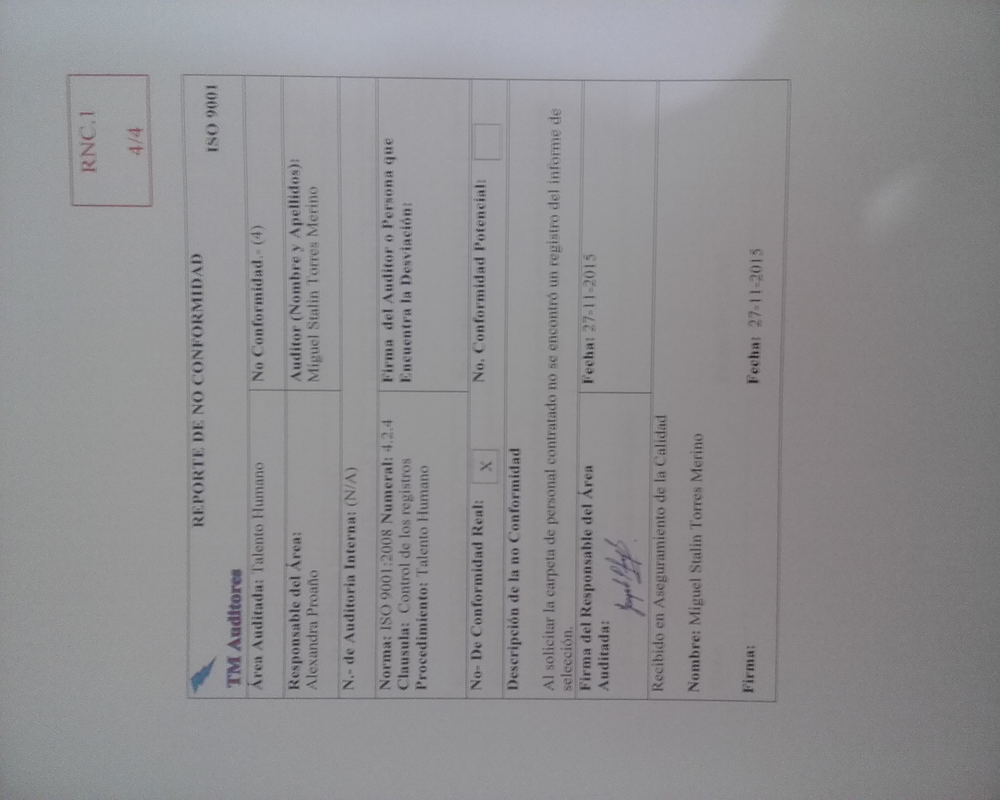 RNC.1
4/4
REPORTE DE NO CONFORMIDAD
ISO 9001
TM Auditores
Área Auditada: Talento Humano
No Conformidad.- (4)
Responsable del Área:
Alexandra Proaño
Auditor (Nombre y Apellidos):
Miguel Stalin Torres Merino
N.- de Auditoria Interna: (N/A)
Norma: ISO 9001:2008 Numeral: 4.2.4
Clausula: Control de los registros
Procedimiento: Talento Humano
Firma del Auditor o Persona que
Encuentra la Desviación:
No- De Conformidad Real: X
No. Conformidad Potencial:
Descripción de la no Conformidad
Al solicitar la carpeta de personal contratado no se encontró un registro del informe de
selección.
Firma del Responsable del Área
Auditada:
Fecha: 27-11-2015
Recibido en Aseguramiento de la Calidad
Nombre: Miguel Stalin Torres Merino
Firma:
Fecha: 27-11-2015